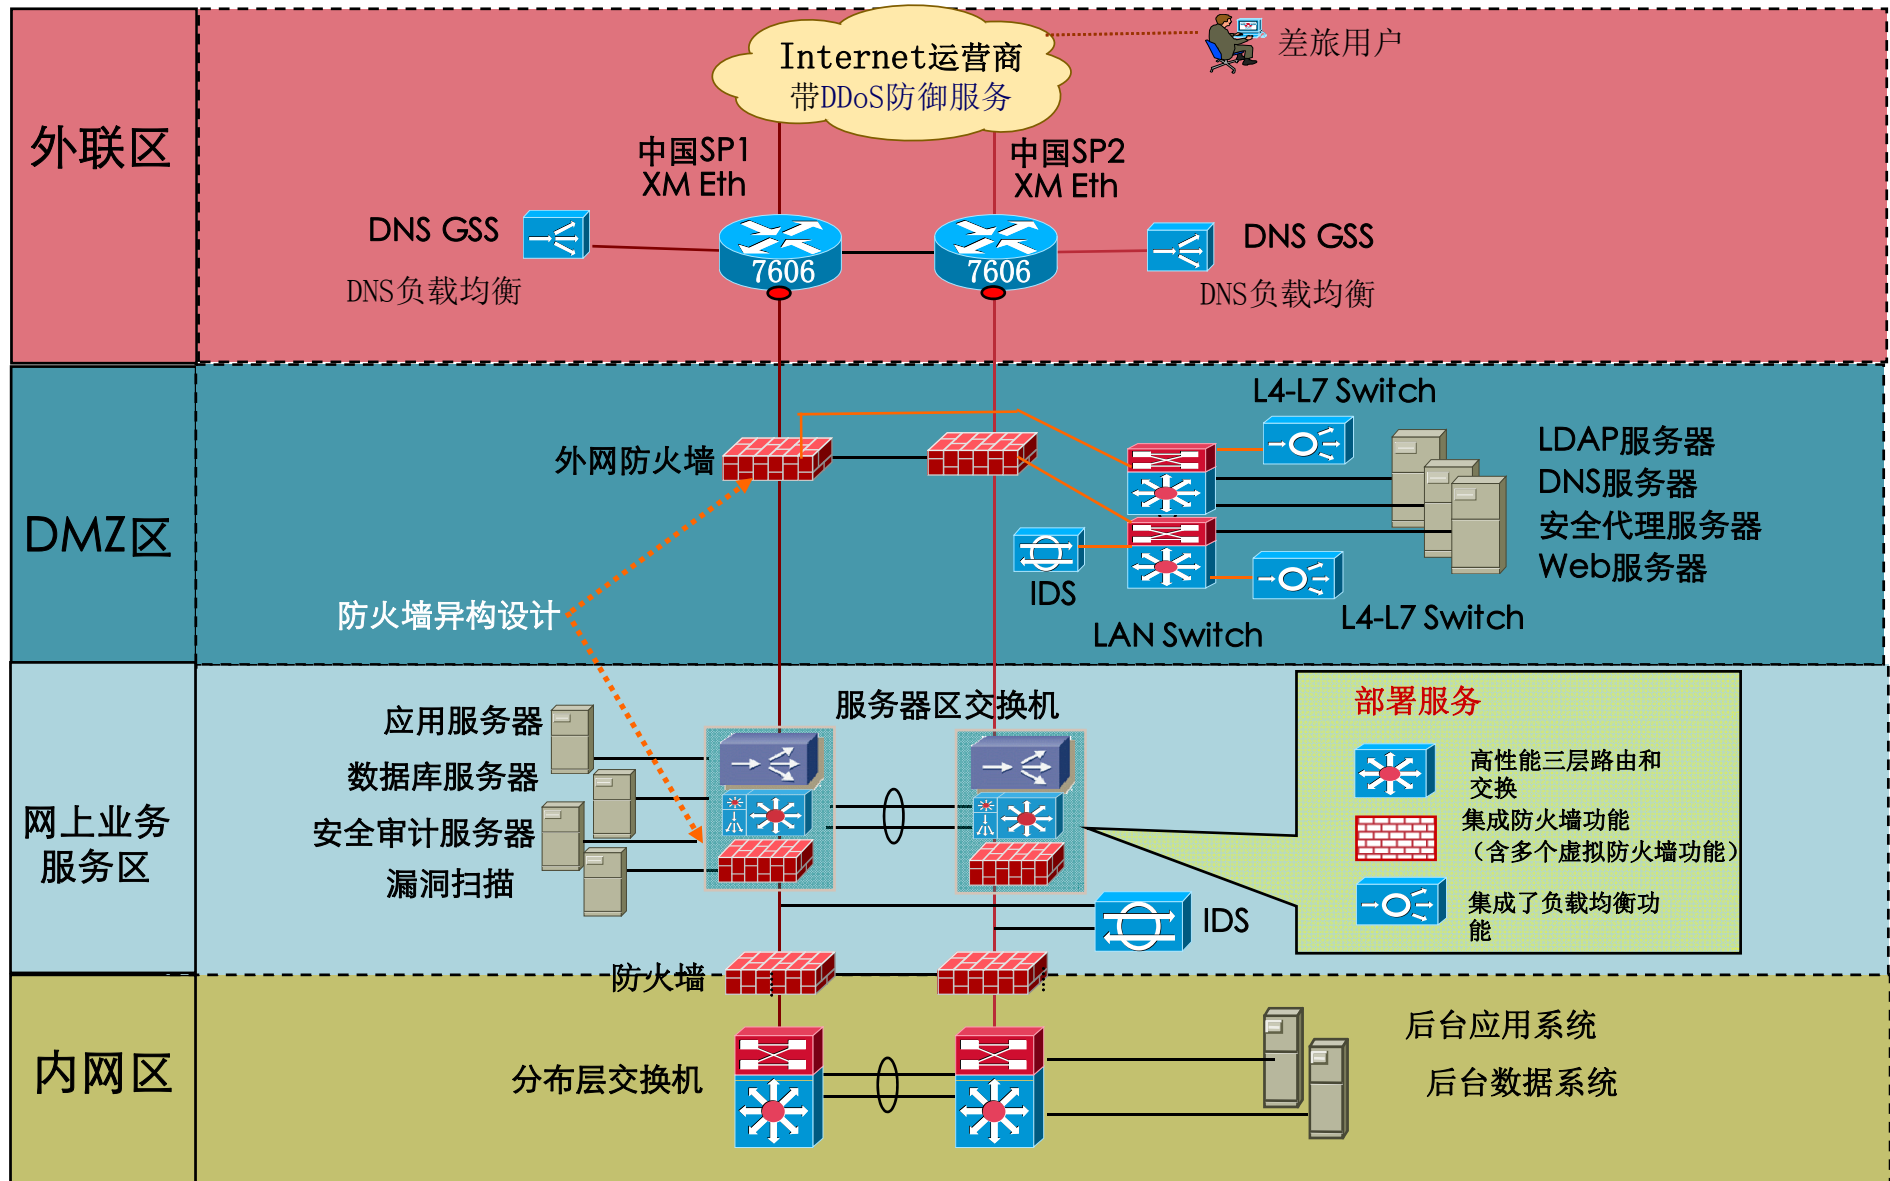 Internet运营商
带DDoS防御服务
差旅用户
外联区
中国SP1
XM Eth
中国SP2
XM Eth
DNS GSS
DNS负载均衡
7606
7606
DNS GSS
DNS负载均衡
DMZ区
外网防火墙
L4-L7 Switch
LDAP服务器
DNS服务器
安全代理服务器
Web服务器
IDS
L4-L7 Switch
LAN Switch
防火墙异构设计
网上业务
服务区
应用服务器
数据库服务器
安全审计服务器
漏洞扫描
服务器区交换机
IDS
部署服务
高性能三层路由和
交换
集成防火墙功能
（含多个虚拟防火墙功能）
集成了负载均衡功
能
防火墙
内网区
分布层交换机
后台应用系统
后台数据系统